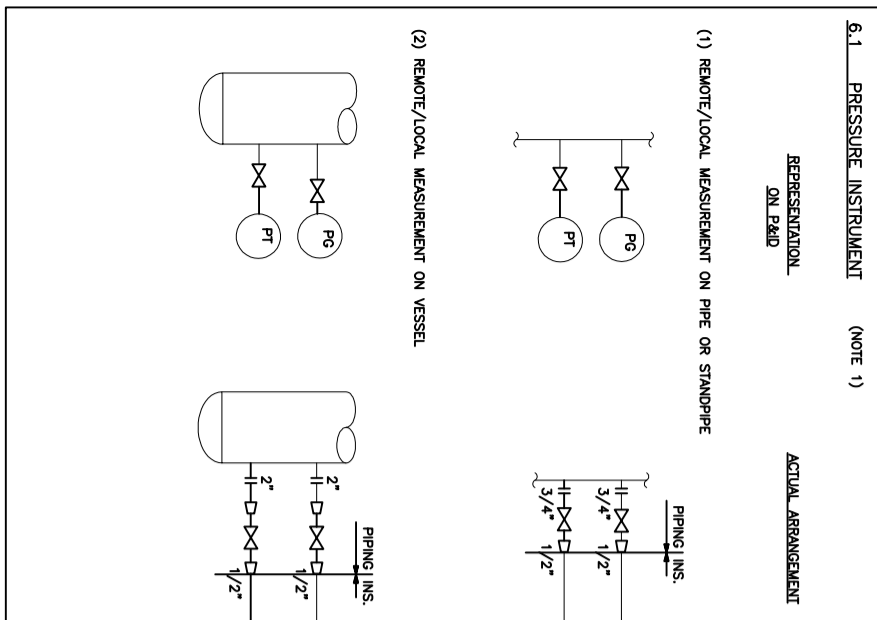 6.1 PRESSURE INSTRUMENT (NOTE 1)
REPRESENTATION
ON P&ID
ACTUAL ARRANGEMENT
(1) REMOTE/LOCAL MEASUREMENT ON PIPE OR STANDPIPE
PT
PG
3/4"
3/4"
1/2"
1/2"
PIPING INS.
(2) REMOTE/LOCAL MEASUREMENT ON VESSEL
PT
PG
2"
2"
1/2"
1/2"
PIPING INS.